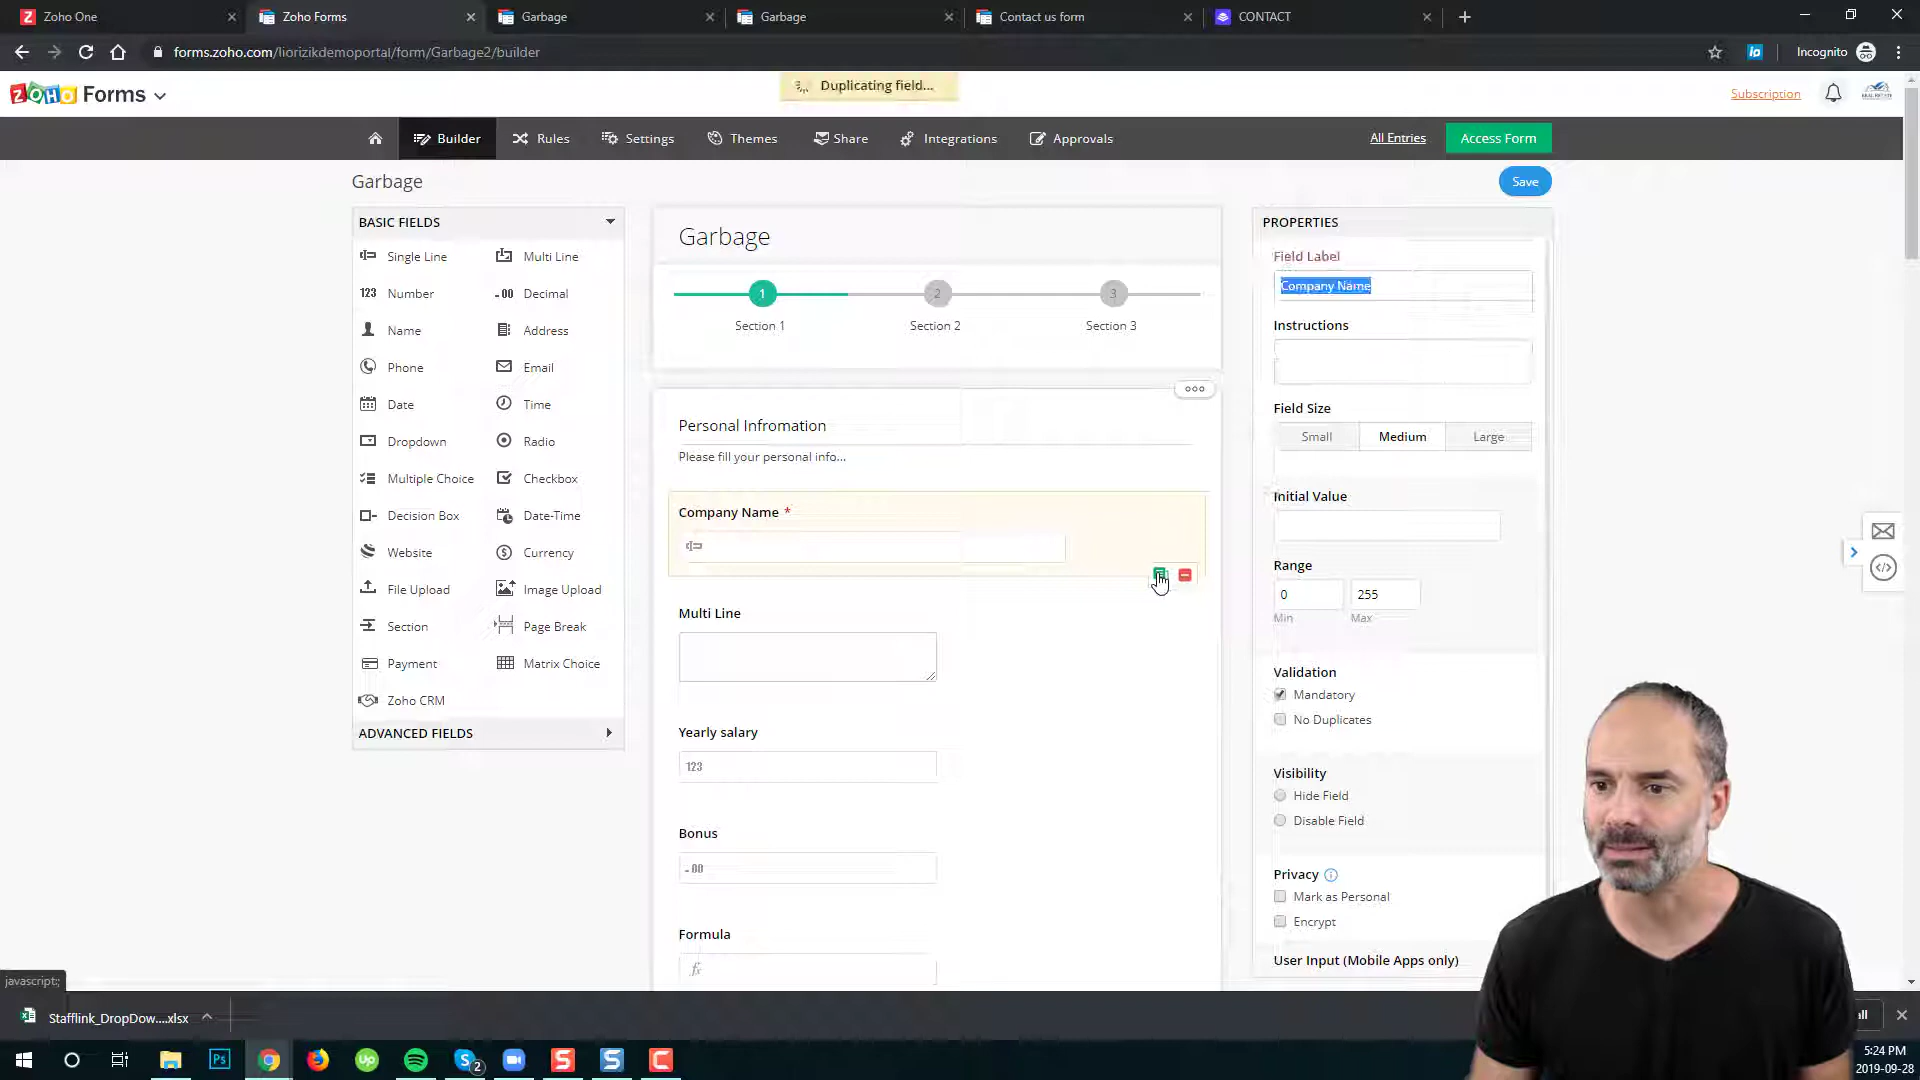 Zoho One
Zoho Forms
Garbage
Garbage
Contact us form
CONTACT
forms.zoho.com/liorizikdemoportal/form/Garbage2/builder
Incognito
ZOHO Forms
Duplicating field...
Subscription
Builder
Rules
Settings
Themes
Share
Integrations
Approvals
All Entries
Access Form
Garbage
Save
BASIC FIELDS
Single Line
Multi Line
123 Number
.00 Decimal
Name
Address
Phone
Email
Date
Time
Dropdown
Radio
Multiple Choice
Checkbox
Decision Box
Date-Time
Website
Currency
File Upload
Image Upload
Section
Page Break
Payment
Matrix Choice
Zoho CRM
ADVANCED FIELDS
Garbage
1
2
3
Section 1
Section 2
Section 3
Personal Infromation
Please fill your personal info...
Company Name *
Multi Line
Yearly salary
123
Bonus
.00
Formula
fx
PROPERTIES
Field Label
Company Name
Instructions
Field Size
Small
Medium
Large
Initial Value
Range
0
255
Min
Max
Validation
Mandatory
No Duplicates
Visibility
Hide Field
Disable Field
Privacy
Mark as Personal
Encrypt
User Input (Mobile Apps only)
javascript:;
Stafflink_DropDow....xlsx
all
5:24 PM
2019-09-28